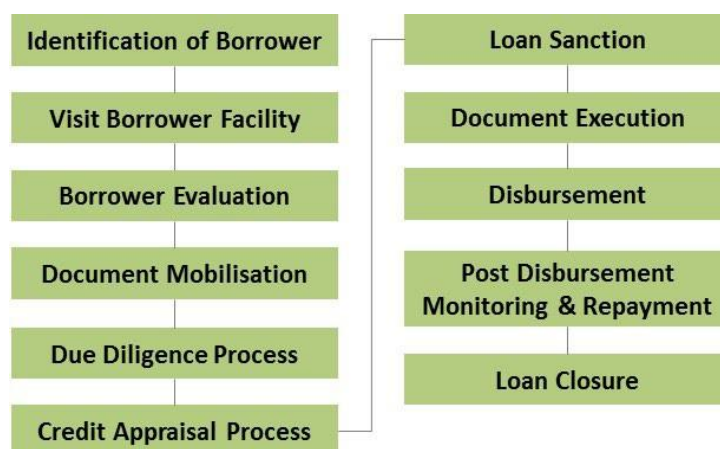 Identification of Borrower
Visit Borrower Facility
Borrower Evaluation
Document Mobilisation
Due Diligence Process
Credit Appraisal Process
Loan Sanction
Document Execution
Disbursement
Post Disbursement
Monitoring & Repayment
Loan Closure